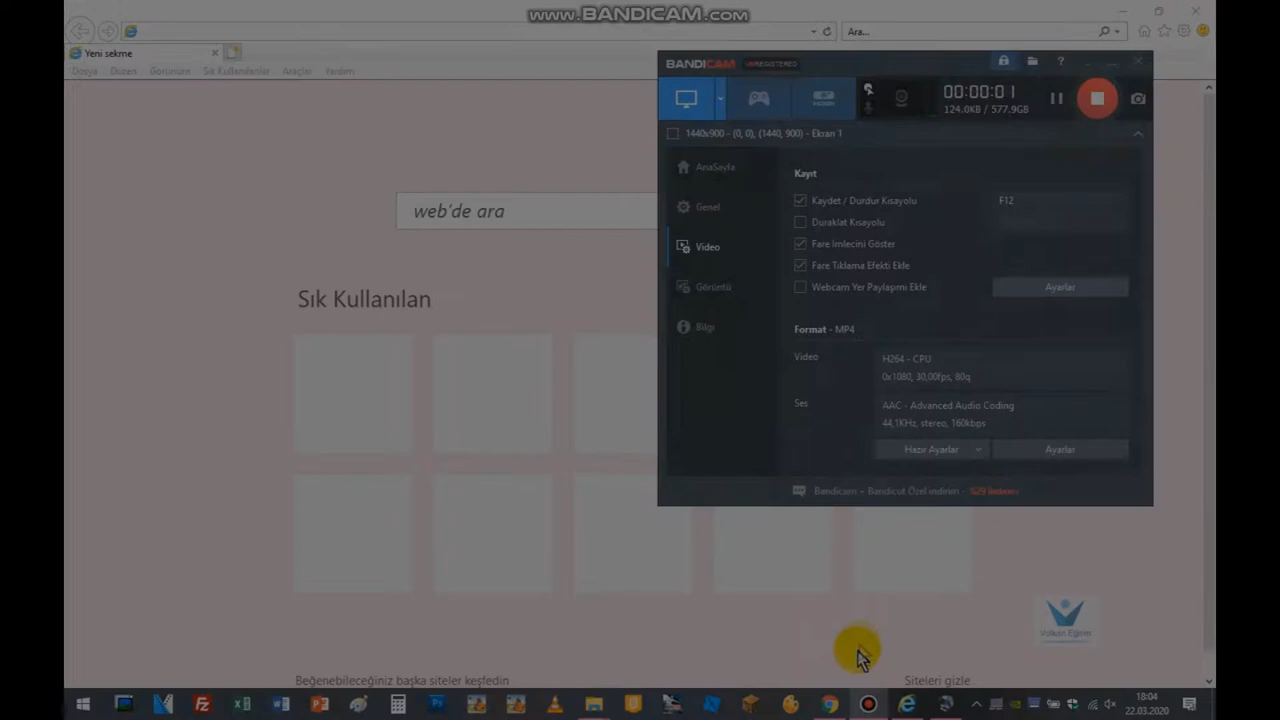 www.BANDICAM.com
Ara...
Yeni sekme
Dosya Düzen Görünüm Sık Kullanılanlar Araçlar Yardım
BANDICAM UNREGISTERED
00:00:01
124.0KB / 577.9GB
1440x900 - (0, 0), (1440, 900) - Ekran 1
AnaSayfa
Genel
Video
Görüntü
Bilgi
Kayıt
Kaydet / Durdur Kısayolu F12
Duraklat Kısayolu
Fare İmlecini Göster
Fare Tıklama Efekti Ekle
Webcam Yer Paylaşımı Ekle Ayarlar
Format - MP4
Video H264 - CPU
0x1080, 30,00fps, 80q
Ses AAC - Advanced Audio Coding
44,1KHz, stereo, 160kbps
Hazır Ayarlar Ayarlar
Bandicam + Bandicut Özel indirim - %29 İndirim
web'de ara
Sık Kullanılan
Volkan Eğitim
Beğenebileceğiniz başka siteler keşfedin Siteleri gizle
18:04
22.03.2020